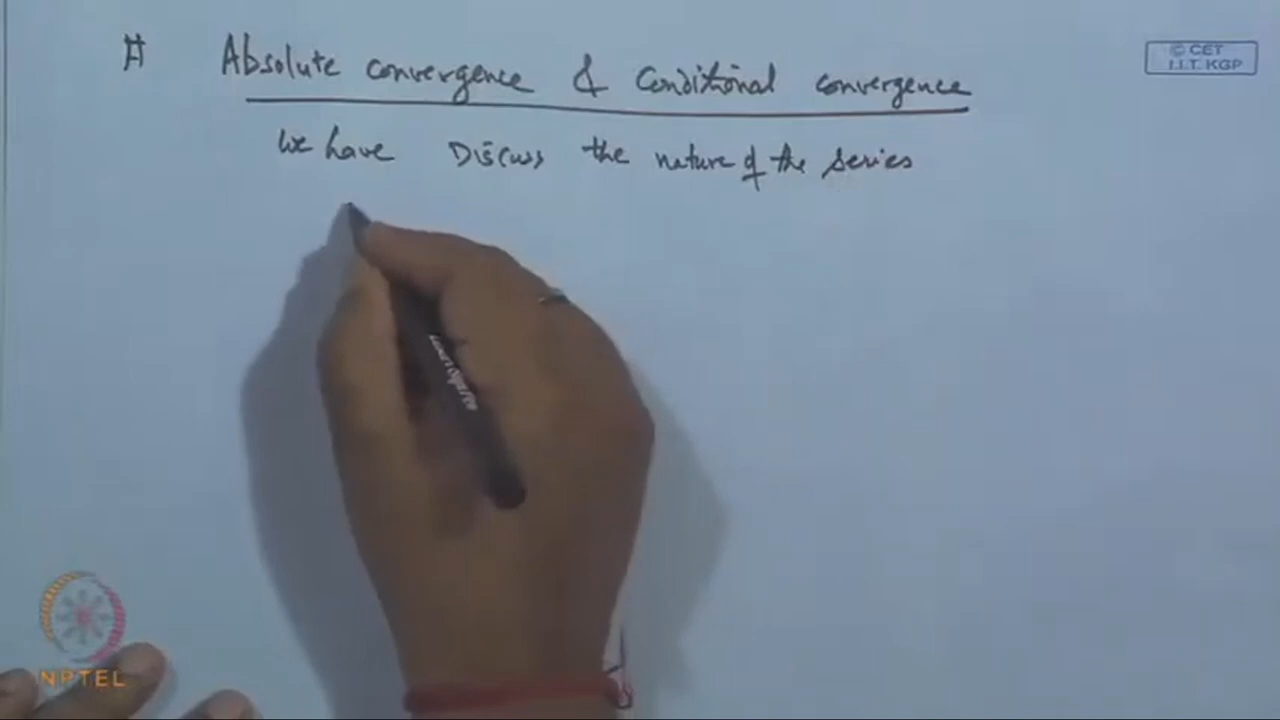 # Absolute convergence & Conditional convergence
© CET
I.I.T. KGP
We have Discuss the nature of the series
NPTEL